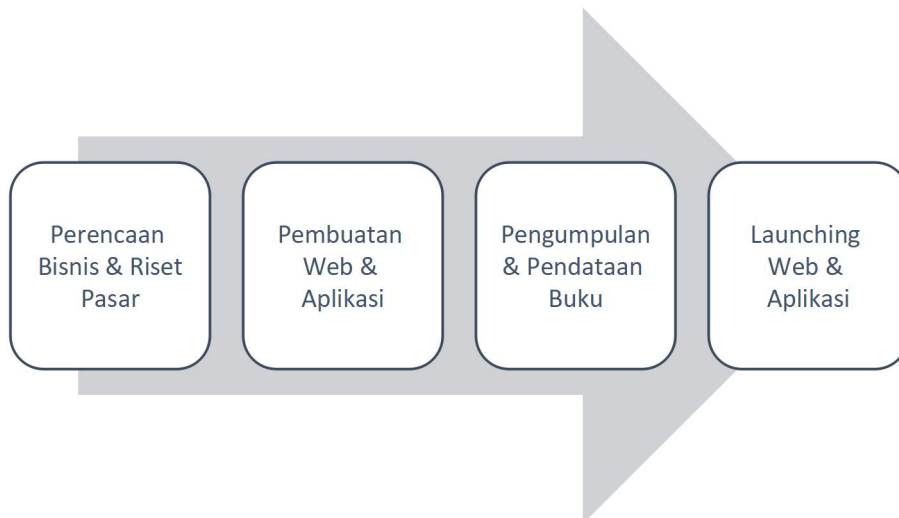 Perencaan
Bisnis & Riset
Pasar
Pembuatan
Web &
Aplikasi
Pengumpulan
& Pendataan
Buku
Launching
Web &
Aplikasi